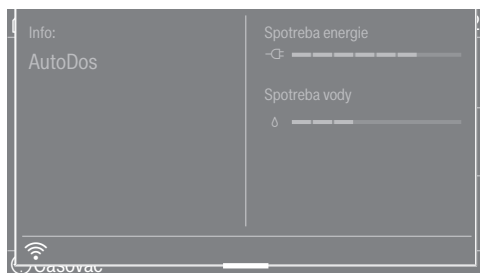 Info:
AutoDos
Spotreba energie
Spotreba vody
Časovač